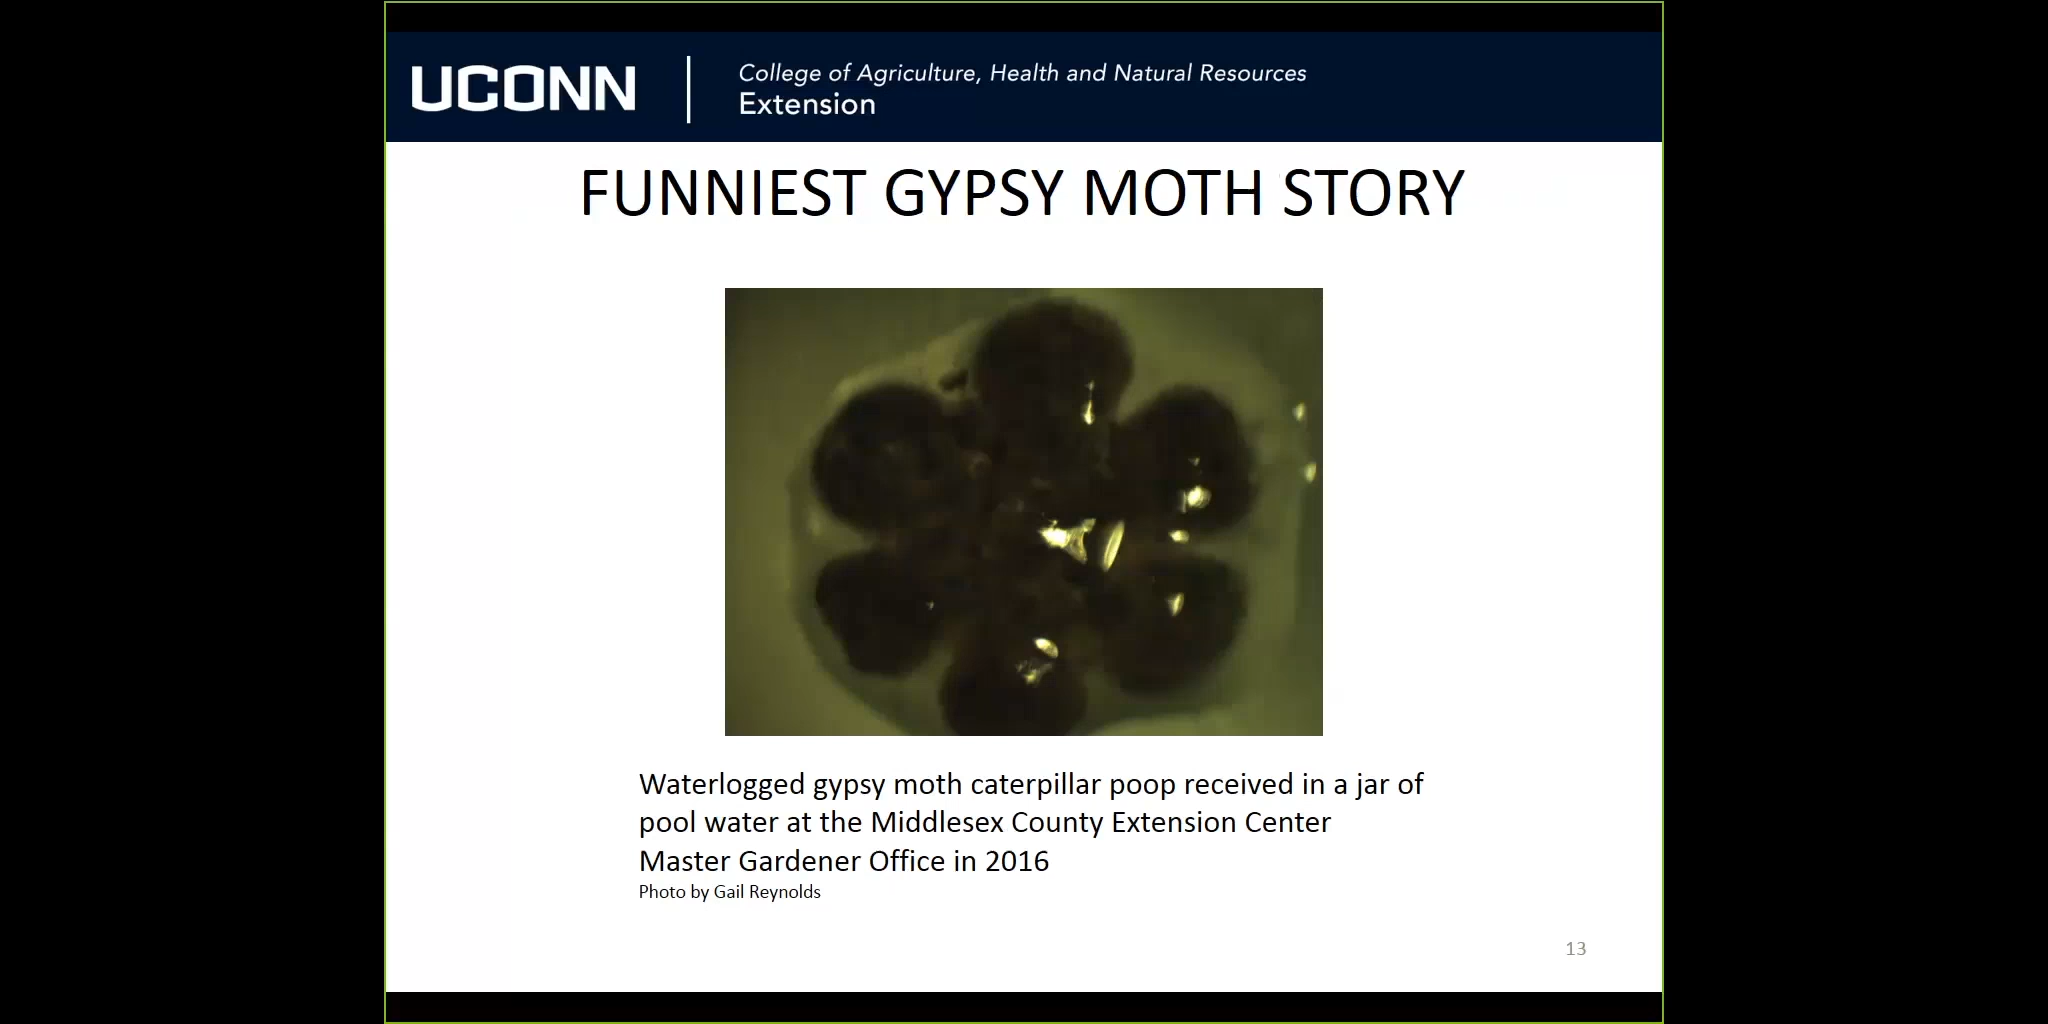 UCONN
College of Agriculture, Health and Natural Resources
Extension
FUNNIEST GYPSY MOTH STORY
Waterlogged gypsy moth caterpillar poop received in a jar of
pool water at the Middlesex County Extension Center
Master Gardener Office in 2016
Photo by Gail Reynolds
13